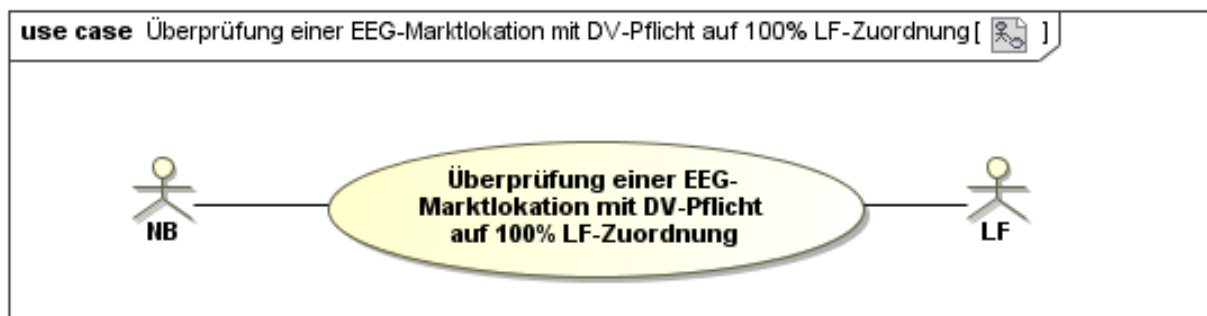 use case Überprüfung einer EEG-Marktlokation mit DV-Pflicht auf 100% LF-Zuordnung[ ]
Überprüfung einer EEG-
Marktlokation mit DV-Pflicht
auf 100% LF-Zuordnung
NB
LF